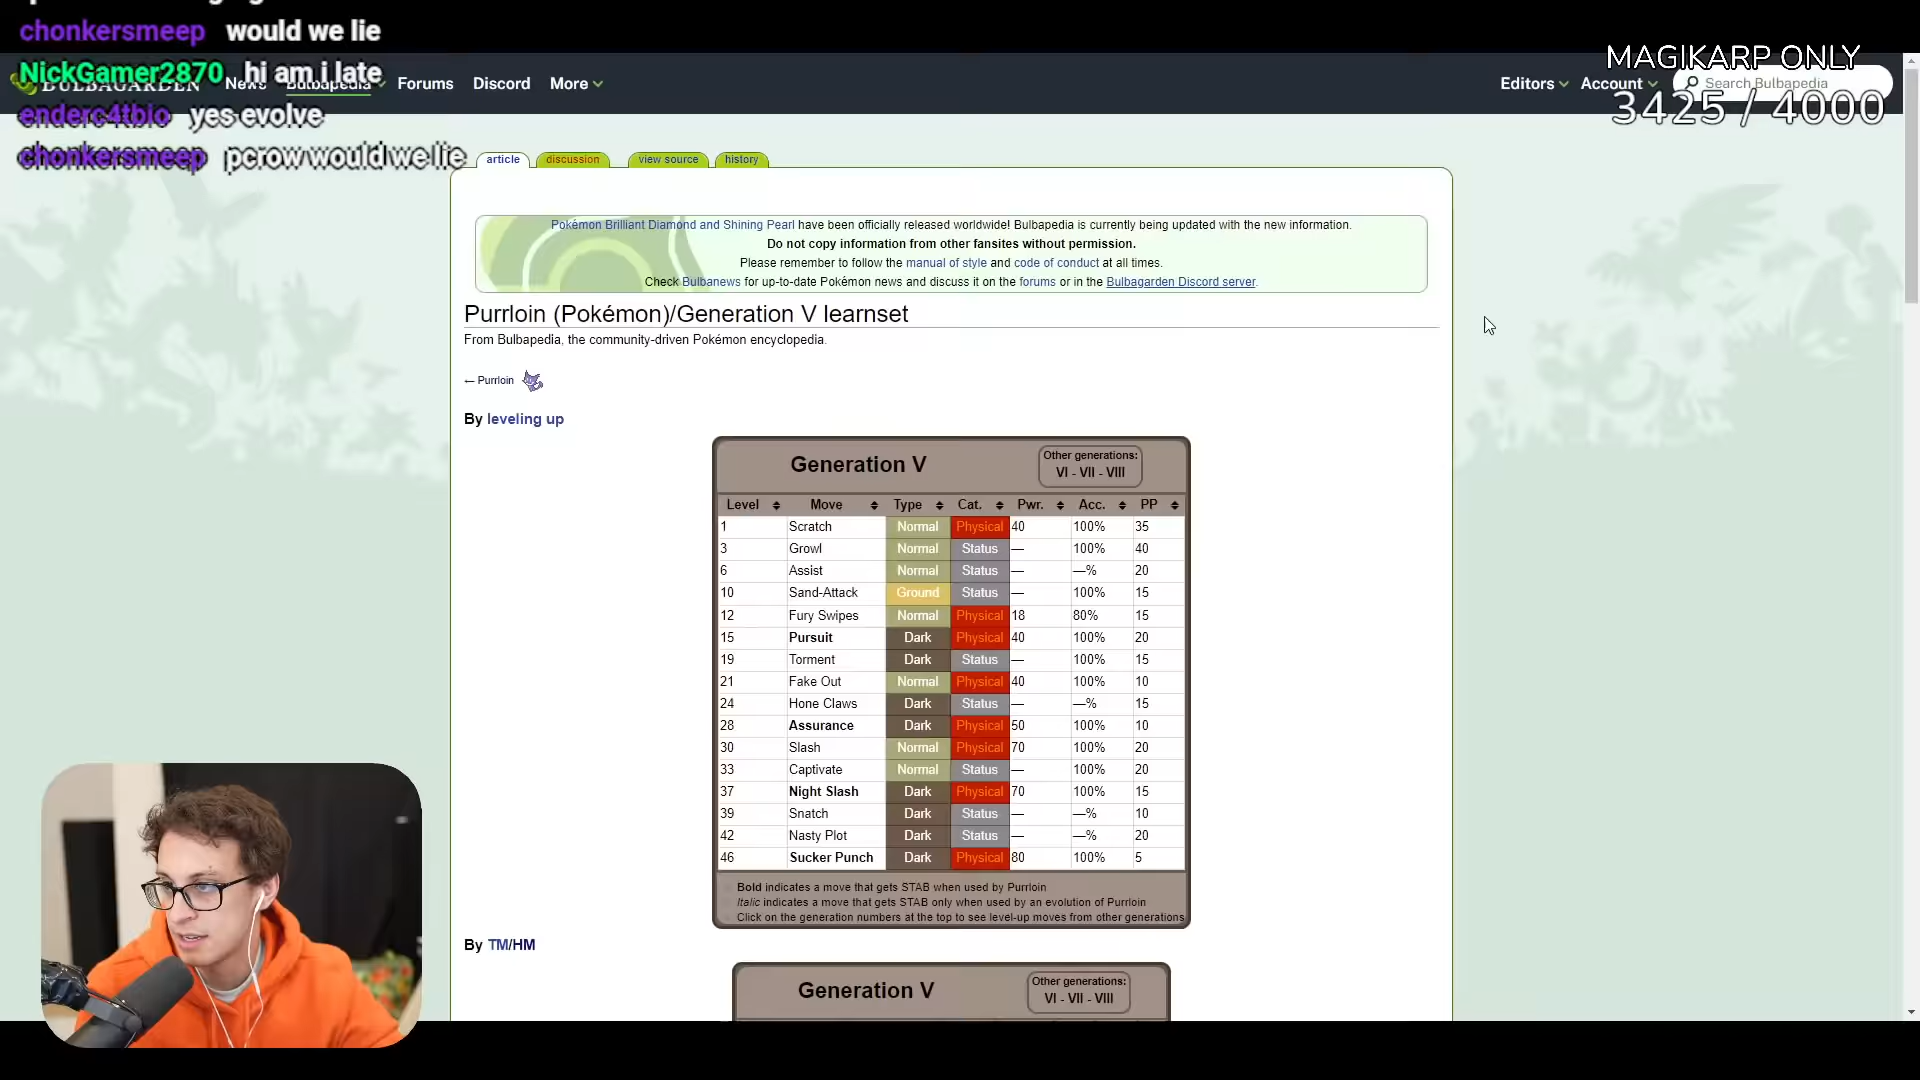 chonkersmeep would we lie
NickGamer2870 hi am i late
enderc4tbio yes evolve
chonkersmeep pcrow would we lie
BULBAGARDEN News Bulbapedia Forums Discord More
Editors Account Search Bulbapedia
MAGIKARP ONLY
3425 / 4000
article discussion view source history
Pokémon Brilliant Diamond and Shining Pearl have been officially released worldwide! Bulbapedia is currently being updated with the new information.
Do not copy information from other fansites without permission.
Please remember to follow the manual of style and code of conduct at all times.
Check Bulbanews for up-to-date Pokémon news and discuss it on the forums or in the Bulbagarden Discord server.
Purrloin (Pokémon)/Generation V learnset
From Bulbapedia, the community-driven Pokémon encyclopedia.
← Purrloin
By leveling up
Generation V
Other generations:
VI - VII - VIII
Level Move Type Cat. Pwr. Acc. PP
1 Scratch Normal Physical 40 100% 35
3 Growl Normal Status — 100% 40
6 Assist Normal Status — —% 20
10 Sand-Attack Ground Status — 100% 15
12 Fury Swipes Normal Physical 18 80% 15
15 Pursuit Dark Physical 40 100% 20
19 Torment Dark Status — 100% 15
21 Fake Out Normal Physical 40 100% 10
24 Hone Claws Dark Status — —% 15
28 Assurance Dark Physical 50 100% 10
30 Slash Normal Physical 70 100% 20
33 Captivate Normal Status — 100% 20
37 Night Slash Dark Physical 70 100% 15
39 Snatch Dark Status — —% 10
42 Nasty Plot Dark Status — —% 20
46 Sucker Punch Dark Physical 80 100% 5
Bold indicates a move that gets STAB when used by Purrloin
Italic indicates a move that gets STAB only when used by an evolution of Purrloin
Click on the generation numbers at the top to see level-up moves from other generations
By TM/HM
Generation V
Other generations:
VI - VII - VIII